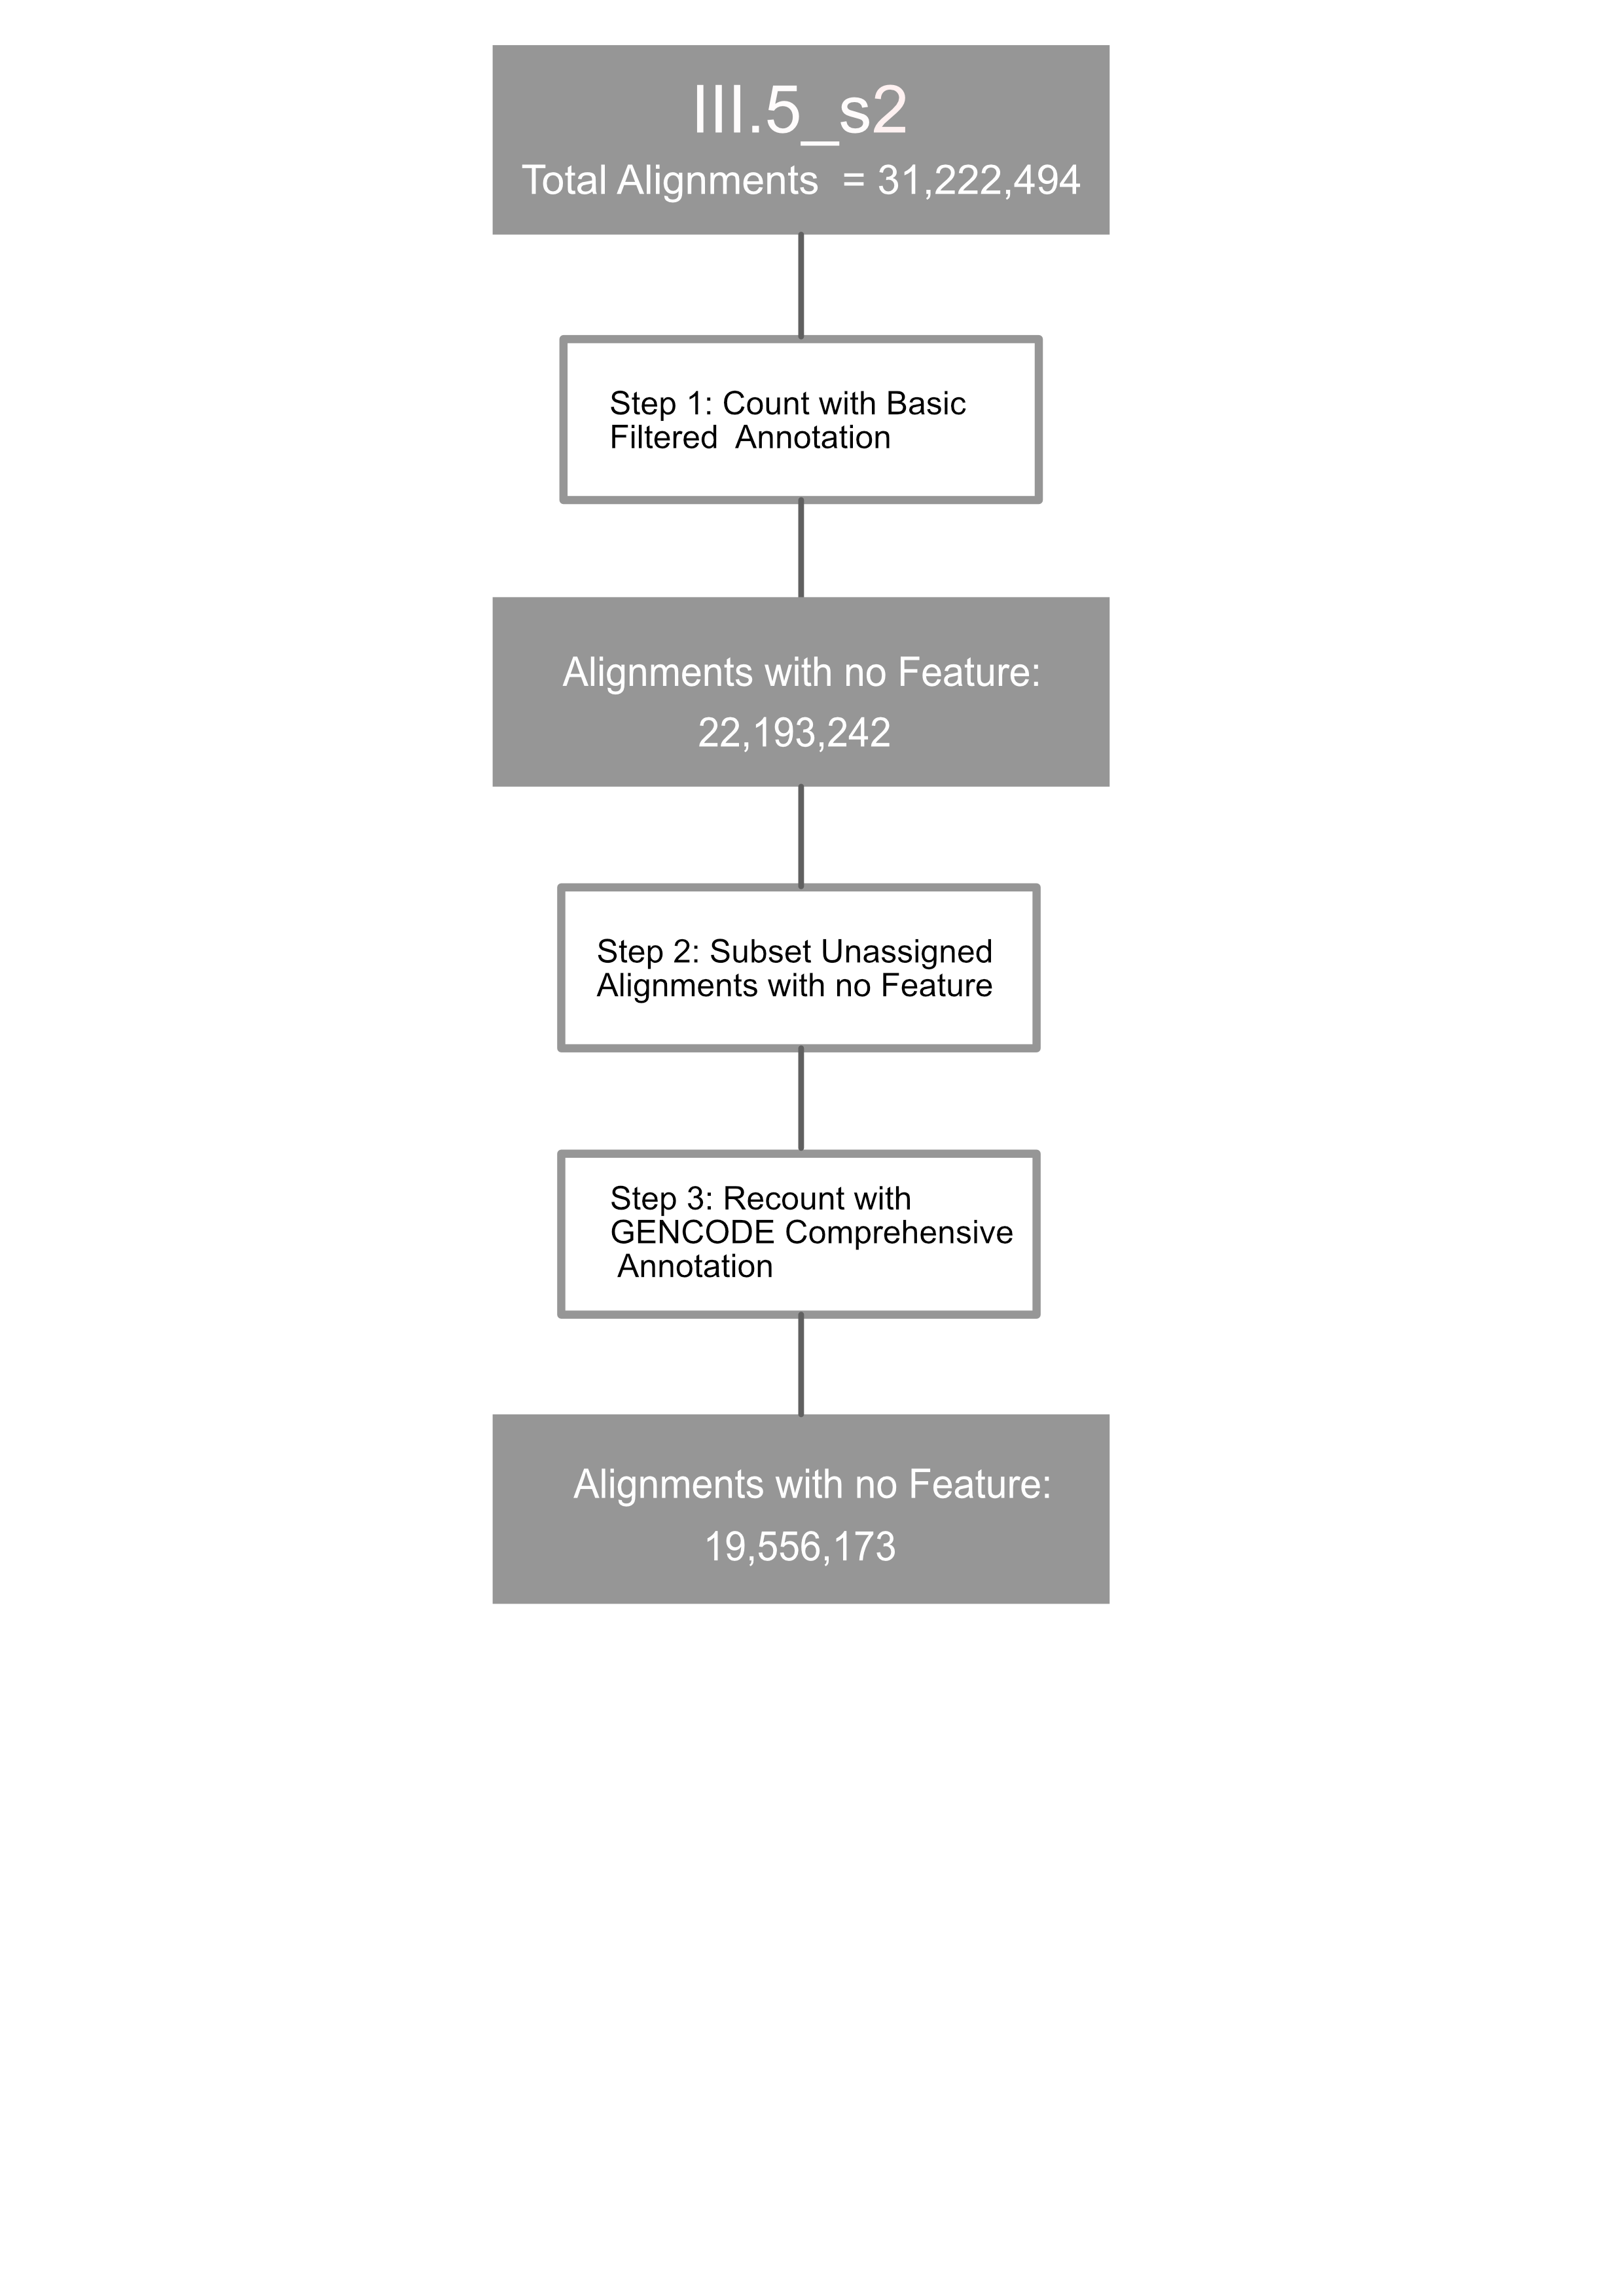 III.5_s2
Total Alignments  = 31,222,494
Step 1: Count with Basic
Filtered  Annotation
Alignments with no Feature:
22,193,242
Step 2: Subset Unassigned
Alignments with no Feature
Step 3: Recount with
GENCODE Comprehensive
Annotation
Alignments with no Feature:
19,556,173